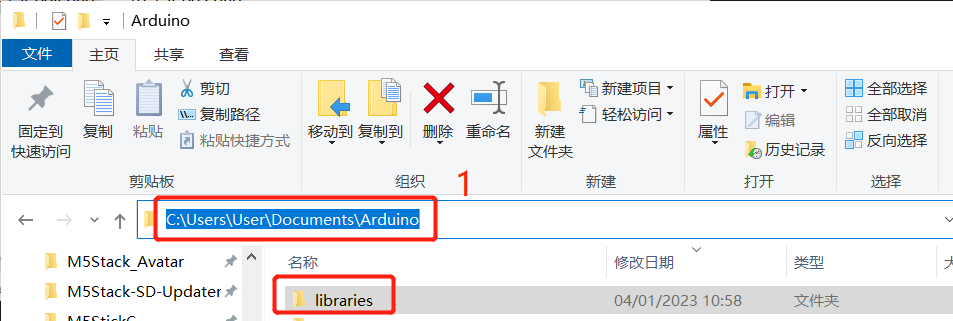 Arduino
文件 主页 共享 查看
固定到
快速访问
复制
粘贴
剪切
复制路径
粘贴快捷方式
剪贴板
移动到
复制到
删除
重命名
组织
新建
文件夹
新建项目
轻松访问
新建
属性
打开
编辑
历史记录
打开
全部选择
全部取消
反向选择
选择
1
C:\Users\User\Documents\Arduino
M5Stack_Avatar
M5Stack-SD-Updater
名称 修改日期 类型
libraries 04/01/2023 10:58 文件夹